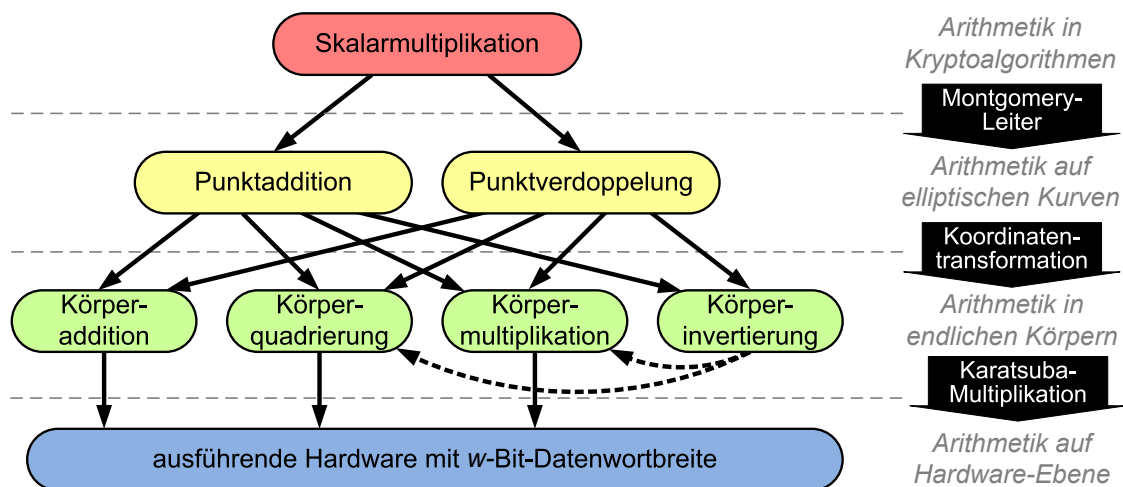 Skalarmultiplikation
Arithmetik in
Kryptoalgorithmen
Montgomery-
Leiter
Punktaddition
Punktverdoppelung
Arithmetik auf
elliptischen Kurven
Koordinaten-
transformation
Körper-
addition
Körper-
quadrierung
Körper-
multiplikation
Körper-
invertierung
Arithmetik in
endlichen Körpern
Karatsuba-
Multiplikation
ausführende Hardware mit w-Bit-Datenwortbreite
Arithmetik auf
Hardware-Ebene